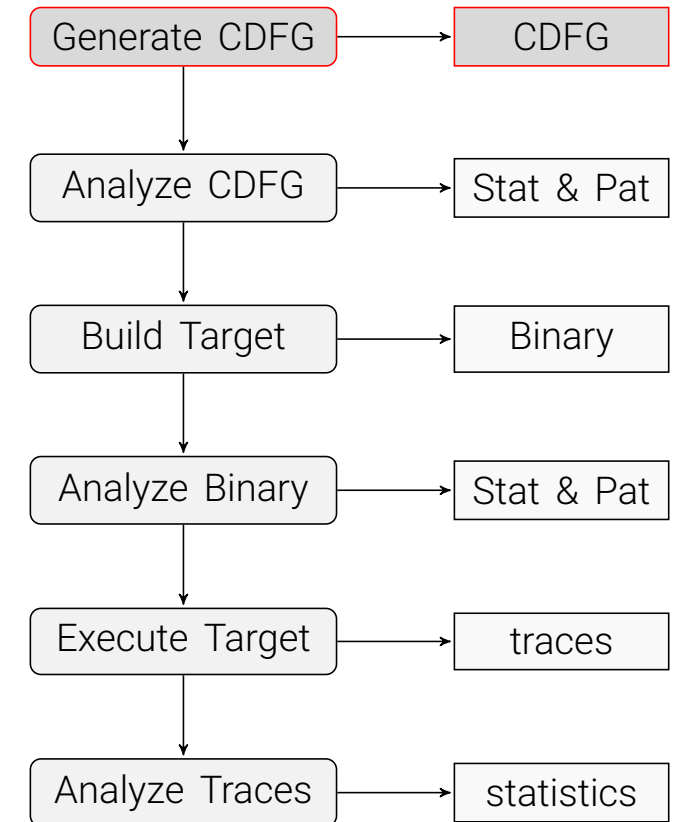 Generate CDFG
CDFG
Analyze CDFG
Stat & Pat
Build Target
Binary
Analyze Binary
Stat & Pat
Execute Target
traces
Analyze Traces
statistics